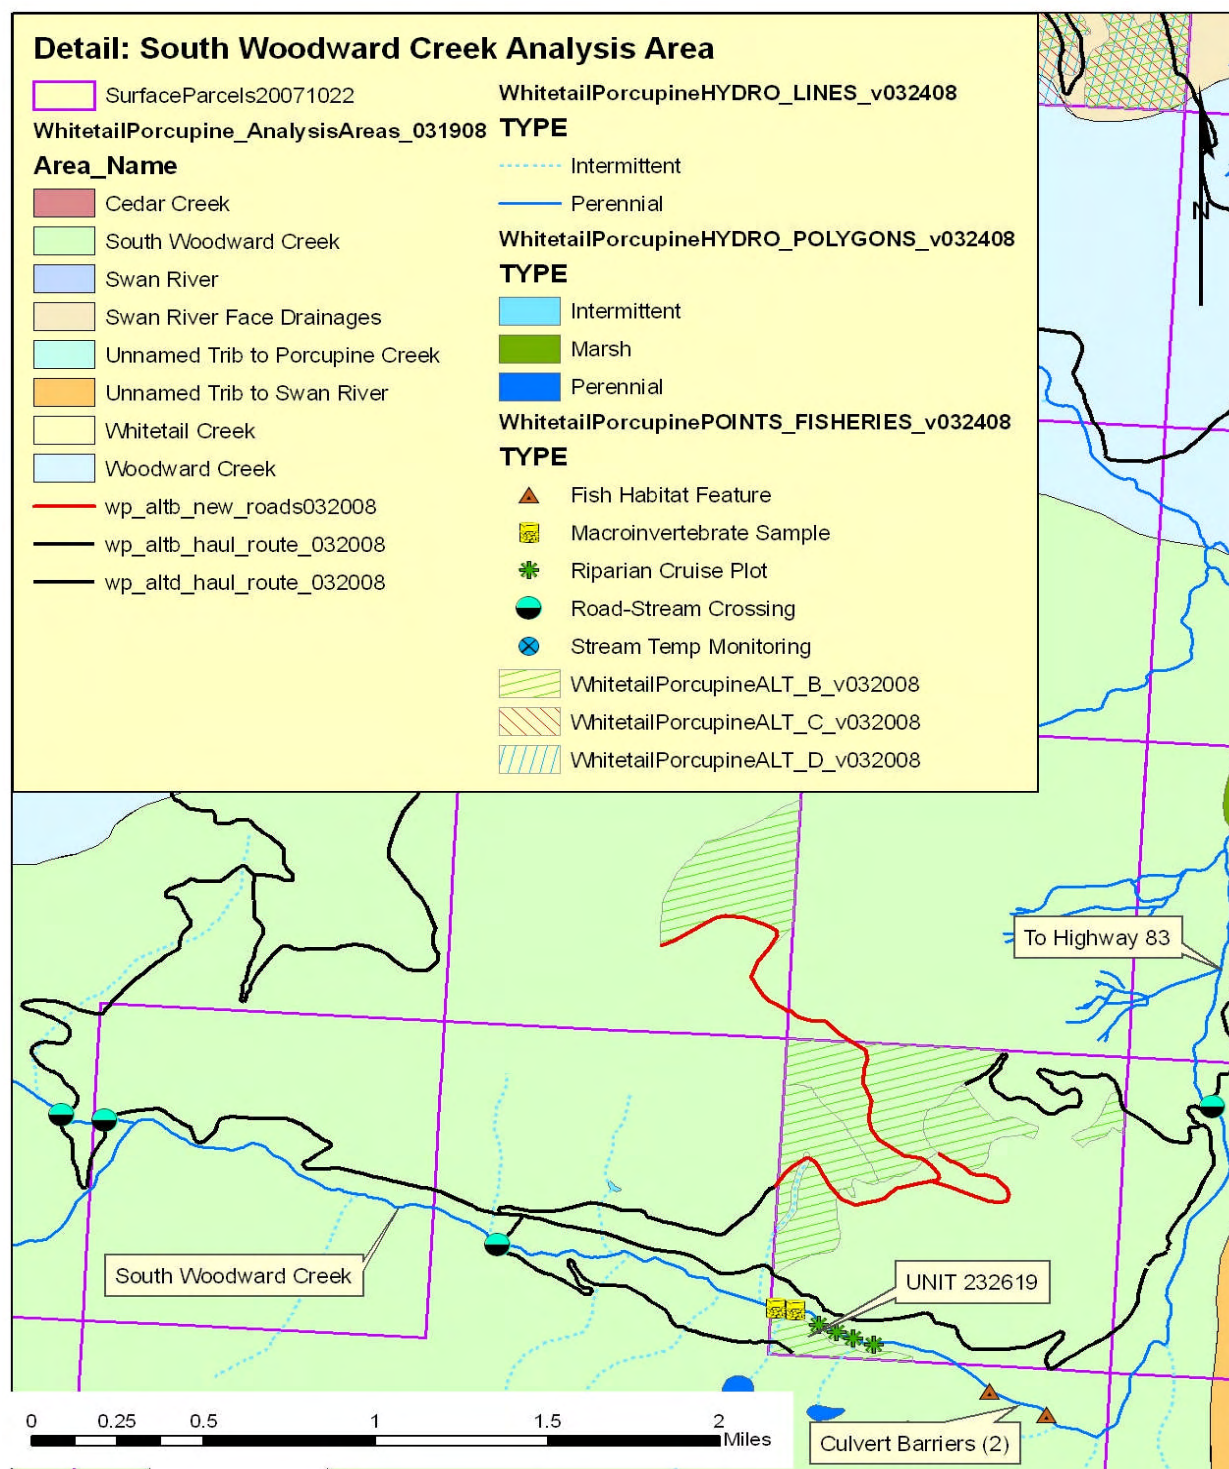 Detail: South Woodward Creek Analysis Area
SurfaceParcels20071022
WhitetailPorcupine_AnalysisAreas_031908
Area_Name
Cedar Creek
South Woodward Creek
Swan River
Swan River Face Drainages
Unnamed Trib to Porcupine Creek
Unnamed Trib to Swan River
Whitetail Creek
Woodward Creek
wp_altb_new_roads032008
wp_altb_haul_route_032008
wp_altd_haul_route_032008
WhitetailPorcupineHYDRO_LINES_v032408
TYPE
Intermittent
Perennial
WhitetailPorcupineHYDRO_POLYGONS_v032408
TYPE
Intermittent
Marsh
Perennial
WhitetailPorcupinePOINTS_FISHERIES_v032408
TYPE
Fish Habitat Feature
Macroinvertebrate Sample
Riparian Cruise Plot
Road-Stream Crossing
Stream Temp Monitoring
WhitetailPorcupineALT_B_v032008
WhitetailPorcupineALT_C_v032008
WhitetailPorcupineALT_D_v032008
N
To Highway 83
South Woodward Creek
UNIT 232619
Culvert Barriers (2)
0 0.25 0.5 1 1.5 2
Miles